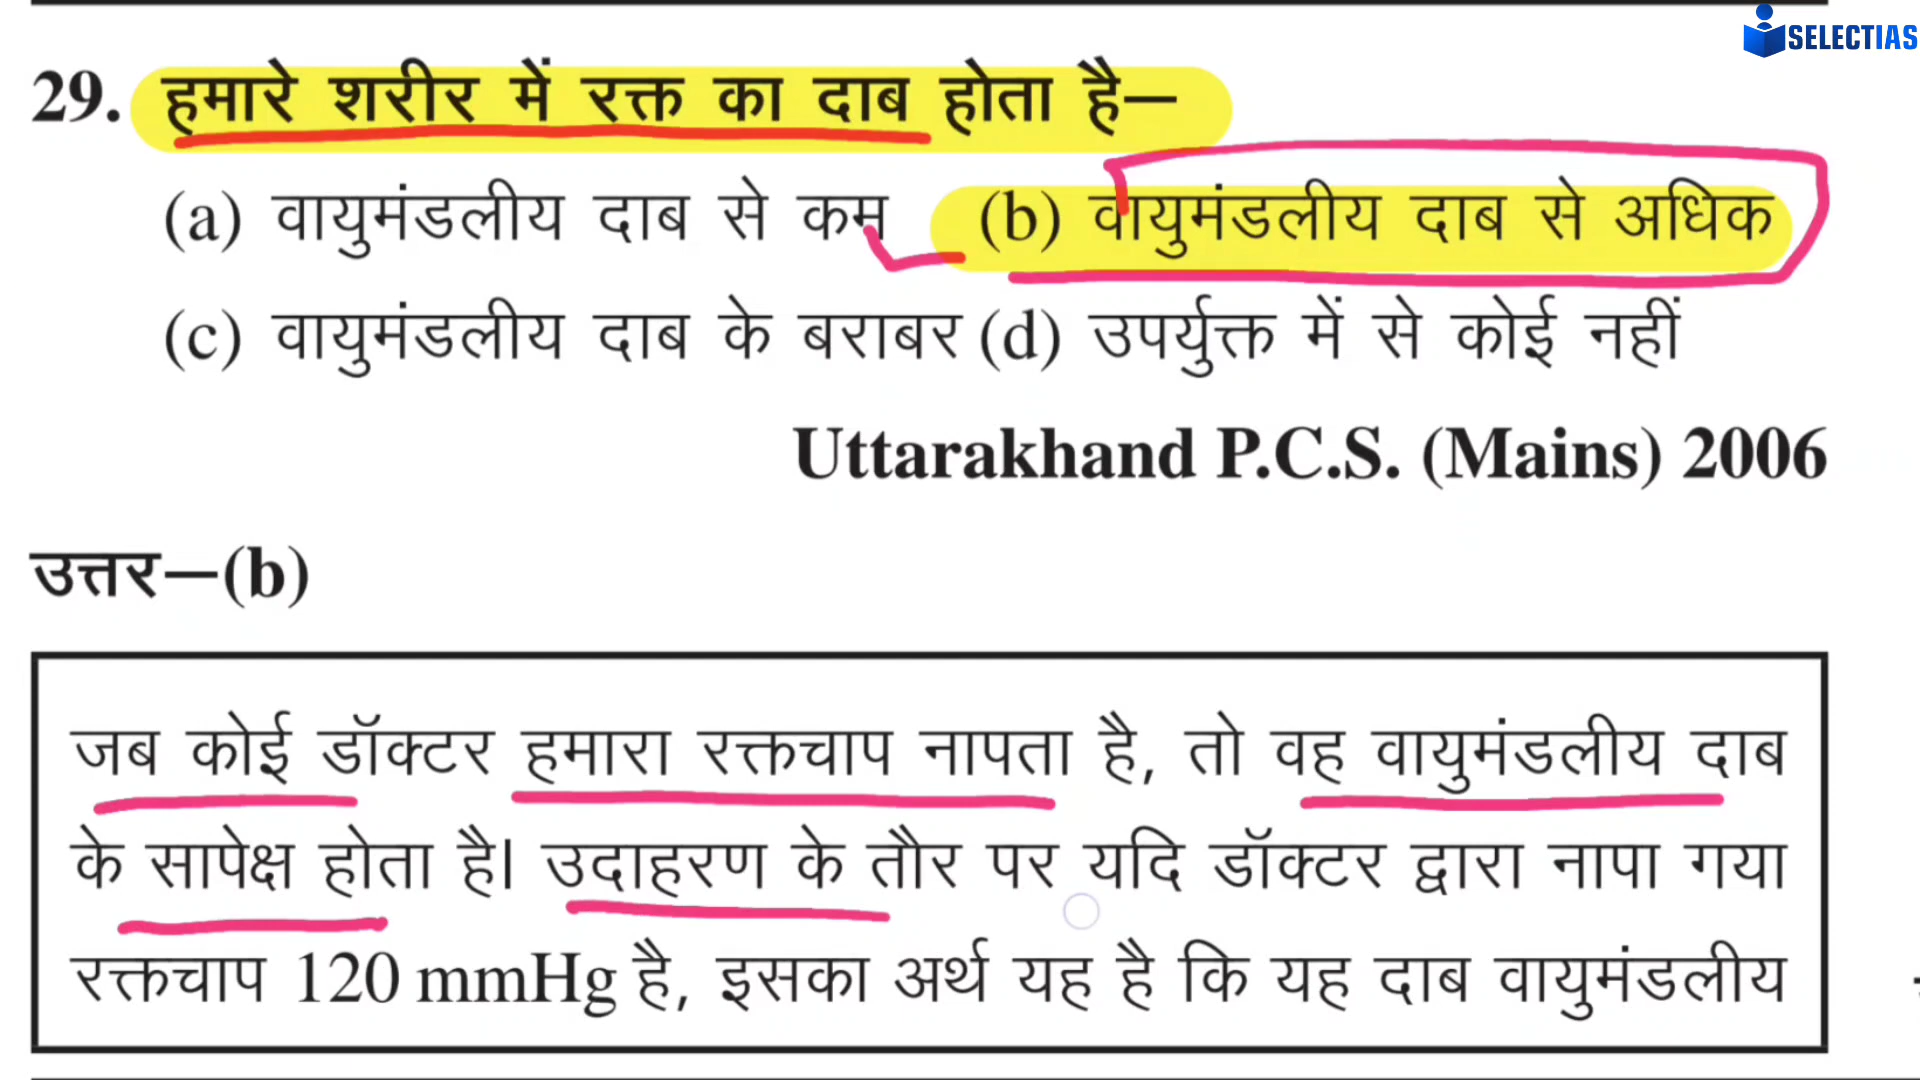 SELECTIAS
29. हमारे शरीर में रक्त का दाब होता है—
(a) वायुमंडलीय दाब से कम (b) वायुमंडलीय दाब से अधिक
(c) वायुमंडलीय दाब के बराबर (d) उपर्युक्त में से कोई नहीं
Uttarakhand P.C.S. (Mains) 2006
उत्तर—(b)
जब कोई डॉक्टर हमारा रक्तचाप नापता है, तो वह वायुमंडलीय दाब
के सापेक्ष होता है। उदाहरण के तौर पर यदि डॉक्टर द्वारा नापा गया
रक्तचाप 120 mmHg है, इसका अर्थ यह है कि यह दाब वायुमंडलीय